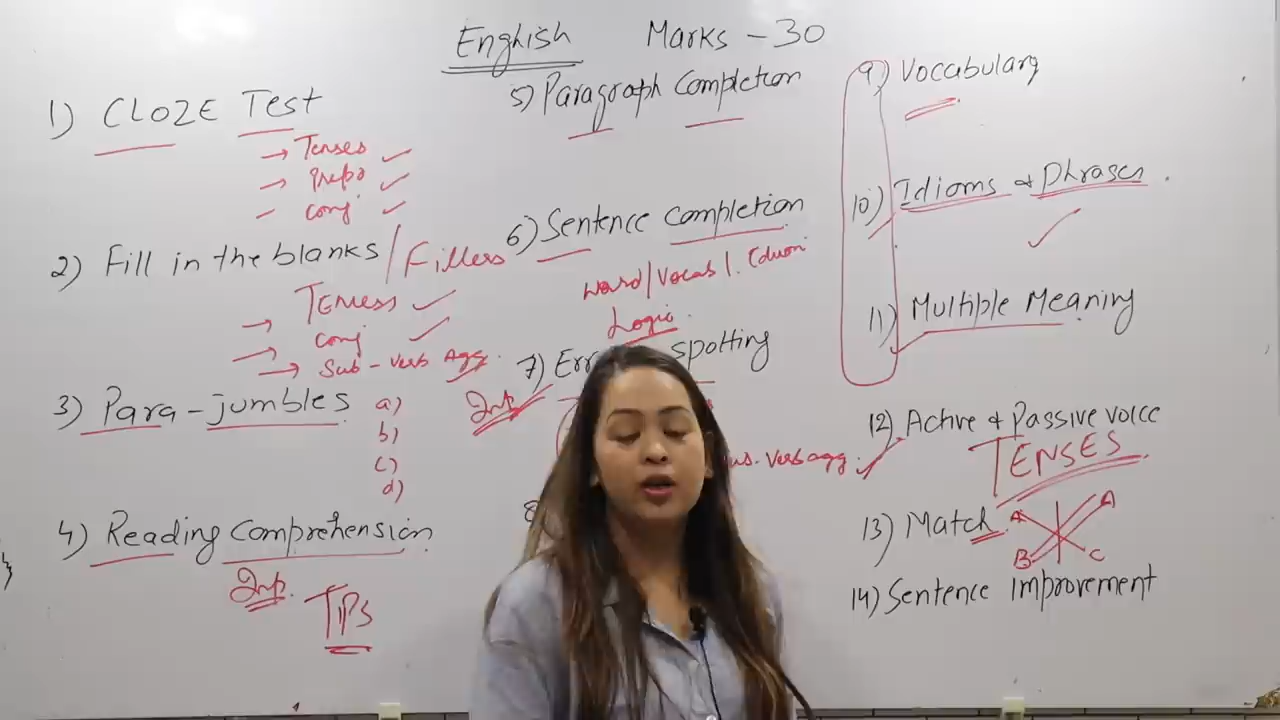 English Marks - 30
1) CLOZE Test
→ Tenses ✓
→ prepo ✓
- conj ✓
2) Fill in the blanks / Fillers
→ Tenses ✓
→ conj ✓
→ Sub - verb Agg.
3) Para - jumbles
a)
b)
c)
d)
4) Reading Comprehension
Imp.
TIPS
5) Paragraph Completion
6) Sentence Completion
word/Vocab/.
Logic.
7) Err spotting
Imp
verb agg.
8
9) Vocabulary
10) Idioms & Phrases.
11) Multiple Meaning
12) Active & Passive voice
TENSES
13) Match
A A
B C
14) Sentence improvement